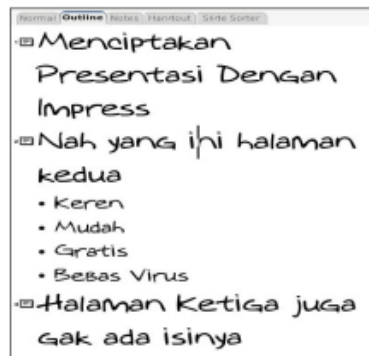 Normal Outline Notes Handout Slide Sorter
Menciptakan
Presentasi Dengan
Impress
Nah yang ini halaman
kedua
• Keren
• Mudah
• Gratis
• Bebas Virus
Halaman Ketiga juga
gak ada isinya